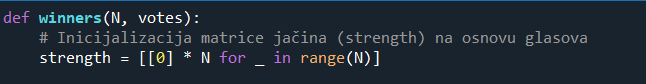 def winners(N, votes):
    # Inicijalizacija matrice jačina (strength) na osnovu glasova
    strength = [[0] * N for _ in range(N)]